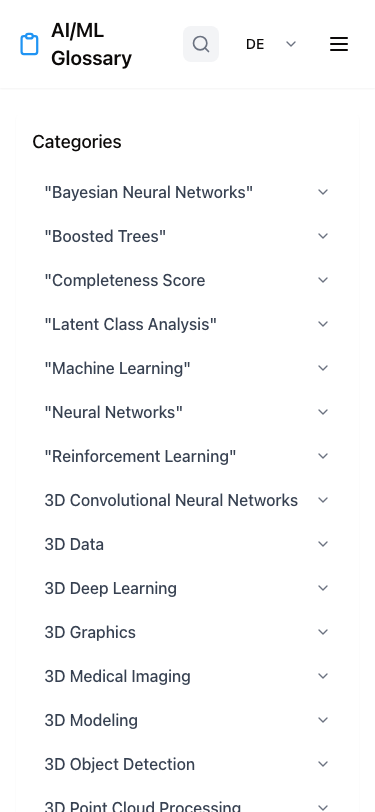 AI/ML
Glossary
DE
Categories
"Bayesian Neural Networks"
"Boosted Trees"
"Completeness Score
"Latent Class Analysis"
"Machine Learning"
"Neural Networks"
"Reinforcement Learning"
3D Convolutional Neural Networks
3D Data
3D Deep Learning
3D Graphics
3D Medical Imaging
3D Modeling
3D Object Detection
3D Point Cloud Processing